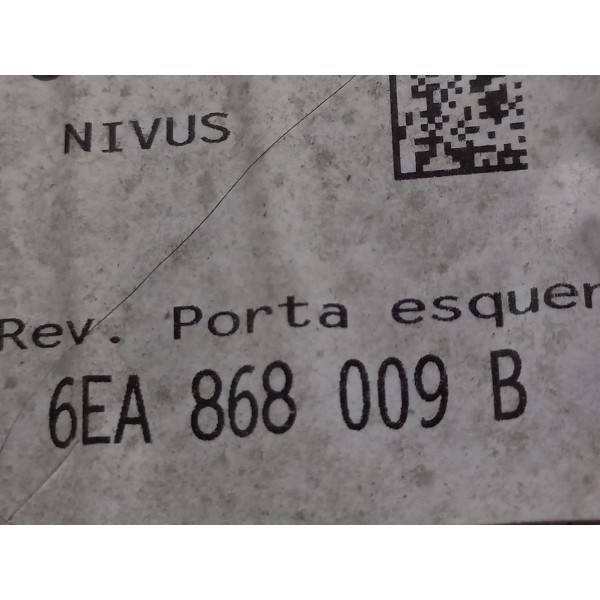 NIVUS
Rev. Porta esquer
6EA 868 009 B